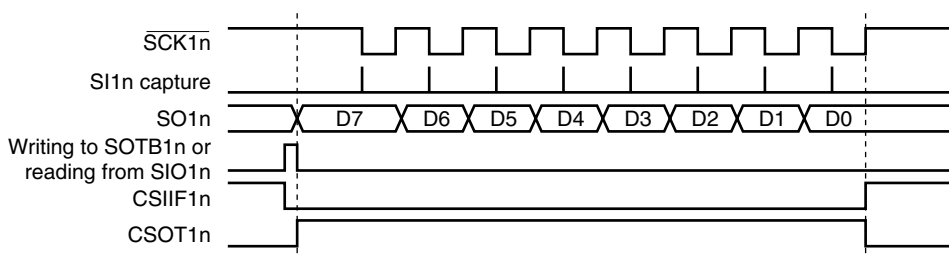 SCK1n
SI1n capture
SO1n D7 D6 D5 D4 D3 D2 D1 D0
Writing to SOTB1n or
reading from SIO1n
CSIIF1n
CSOT1n